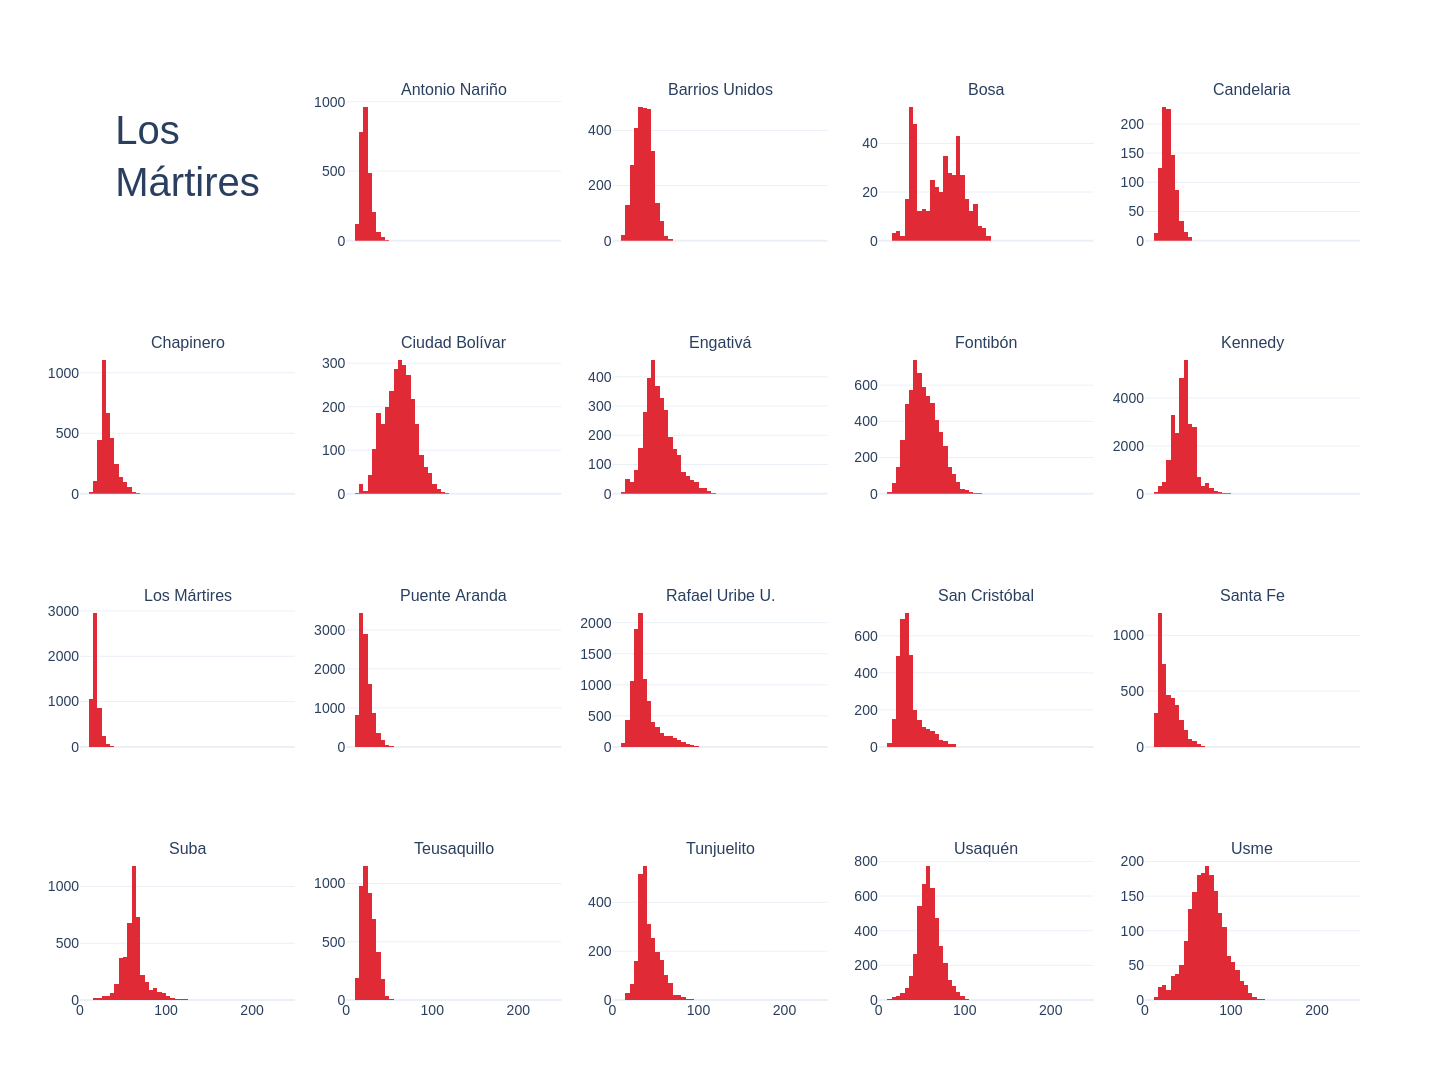 Los
Mártires
Antonio Nariño
1000
500
0
Barrios Unidos
400
200
0
Bosa
40
20
0
Candelaria
200
150
100
50
0
Chapinero
1000
500
0
Ciudad Bolívar
300
200
100
0
Engativá
400
300
200
100
0
Fontibón
600
400
200
0
Kennedy
4000
2000
0
Los Mártires
3000
2000
1000
0
Puente Aranda
3000
2000
1000
0
Rafael Uribe U.
2000
1500
1000
500
0
San Cristóbal
600
400
200
0
Santa Fe
1000
500
0
Suba
1000
500
0
0 100 200
Teusaquillo
1000
500
0
0 100 200
Tunjuelito
400
200
0
0 100 200
Usaquén
800
600
400
200
0
0 100 200
Usme
200
150
100
50
0
0 100 200